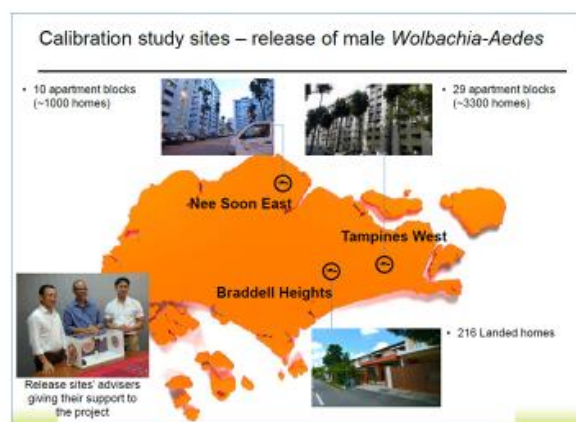 Calibration study sites – release of male Wolbachia-Aedes
• 10 apartment blocks
(~1000 homes)
• 29 apartment blocks
(~3300 homes)
Nee Soon East
Tampines West
Braddell Heights
• 216 Landed homes
Release sites' advisers
giving their support to
the project